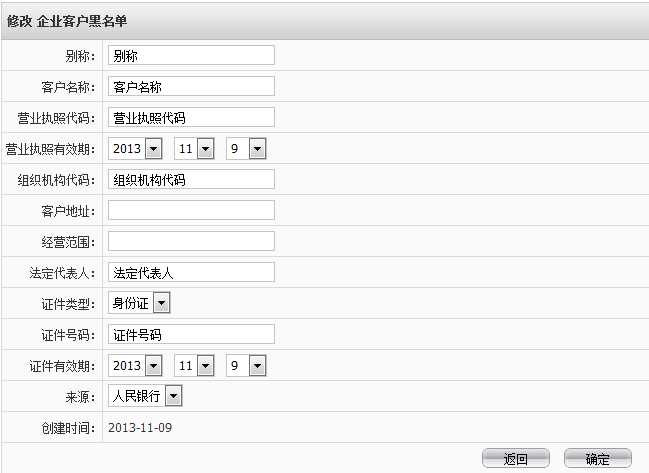 修改 企业客户黑名单
别称： 别称
客户名称： 客户名称
营业执照代码： 营业执照代码
营业执照有效期： 2013 11 9
组织机构代码： 组织机构代码
客户地址：
经营范围：
法定代表人： 法定代表人
证件类型： 身份证
证件号码： 证件号码
证件有效期： 2013 11 9
来源： 人民银行
创建时间： 2013-11-09
返回 确定